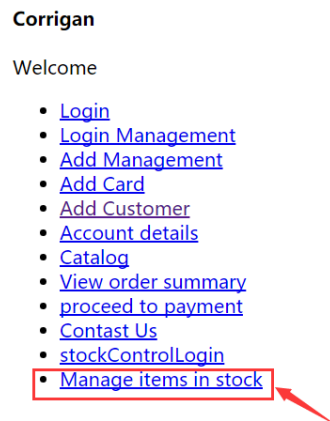 Corrigan
Welcome
Login
Login Management
Add Management
Add Card
Add Customer
Account details
Catalog
View order summary
proceed to payment
Contast Us
stockControlLogin
Manage items in stock